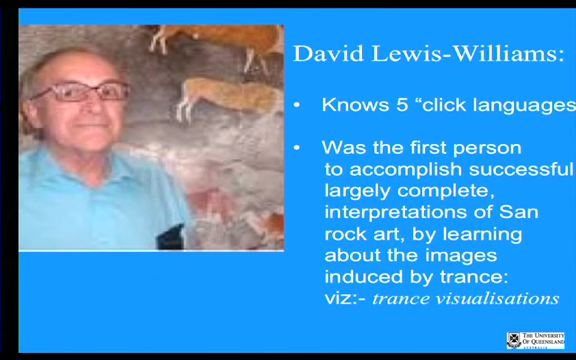 David Lewis-Williams:
• Knows 5 “click languages
• Was the first person
to accomplish successful
largely complete,
interpretations of San
rock art, by learning
about the images
induced by trance:
viz:- trance visualisations
THE UNIVERSITY
OF QUEENSLAND
AUSTRALIA